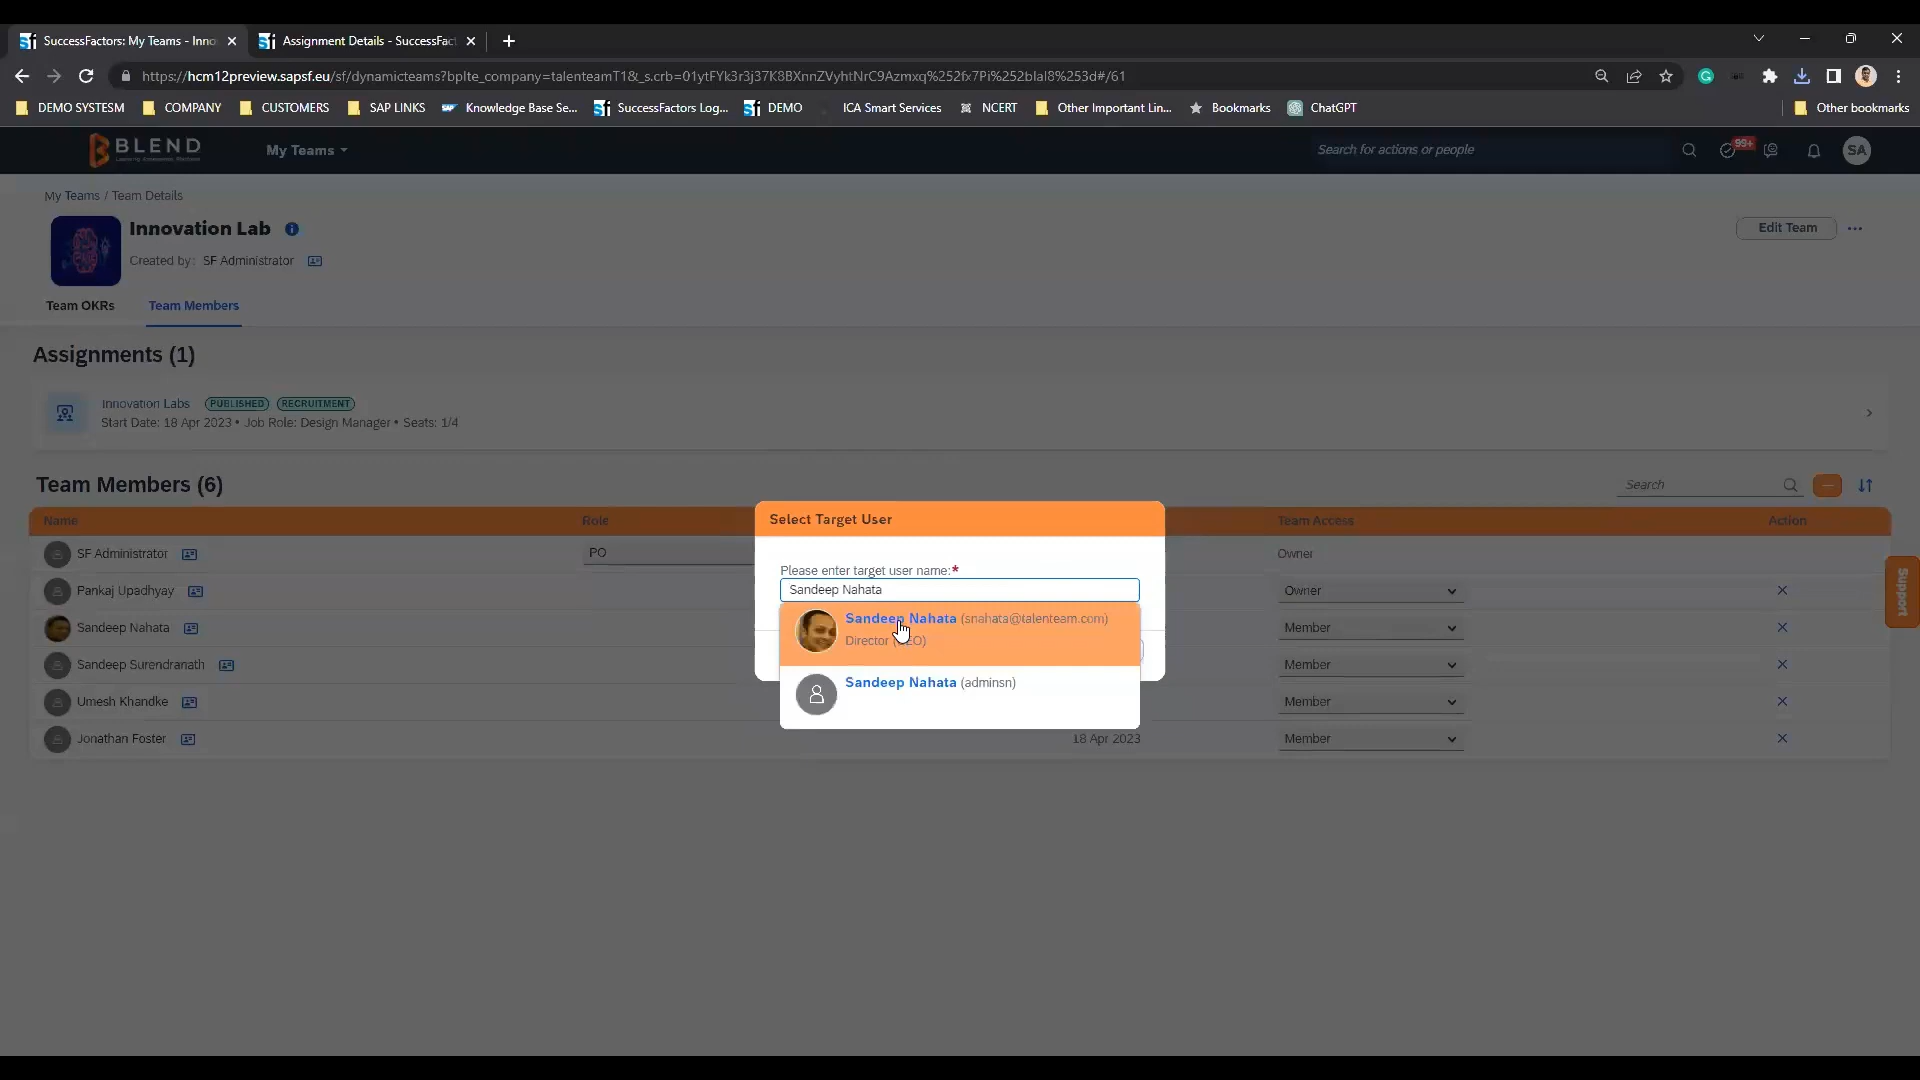 SuccessFactors: My Teams - Inno
Assignment Details - SuccessFac
https://hcm12preview.sapsf.eu/sf/dynamicteams?bplte_company=talenteamT1&_s.crb=01ytFYk3r3j37K8BXnnZVyhtNrC9Azmxq%252fx7Pi%252blaI8%253d#/61
DEMO SYSTESM COMPANY CUSTOMERS SAP LINKS Knowledge Base Se... SuccessFactors Log... DEMO ICA Smart Services NCERT Other Important Lin... Bookmarks ChatGPT Other bookmarks
BLEND My Teams Search for actions or people 99+ SA
My Teams / Team Details
Innovation Lab
Edit Team
Created by: SF Administrator
Team OKRs Team Members
Assignments (1)
Innovation Labs PUBLISHED RECRUITMENT
Start Date: 18 Apr 2023 • Job Role: Design Manager • Seats: 1/4
Team Members (6) Search
Name Role Team Access Action
SF Administrator PO Owner
Pankaj Upadhyay Owner
Sandeep Nahata Member
Sandeep Surendranath Member
Umesh Khandke Member
Jonathan Foster 18 Apr 2023 Member
Select Target User
Please enter target user name:*
Sandeep Nahata
Sandeep Nahata (snahata@talenteam.com)
Director
Sandeep Nahata (adminsn)
Support